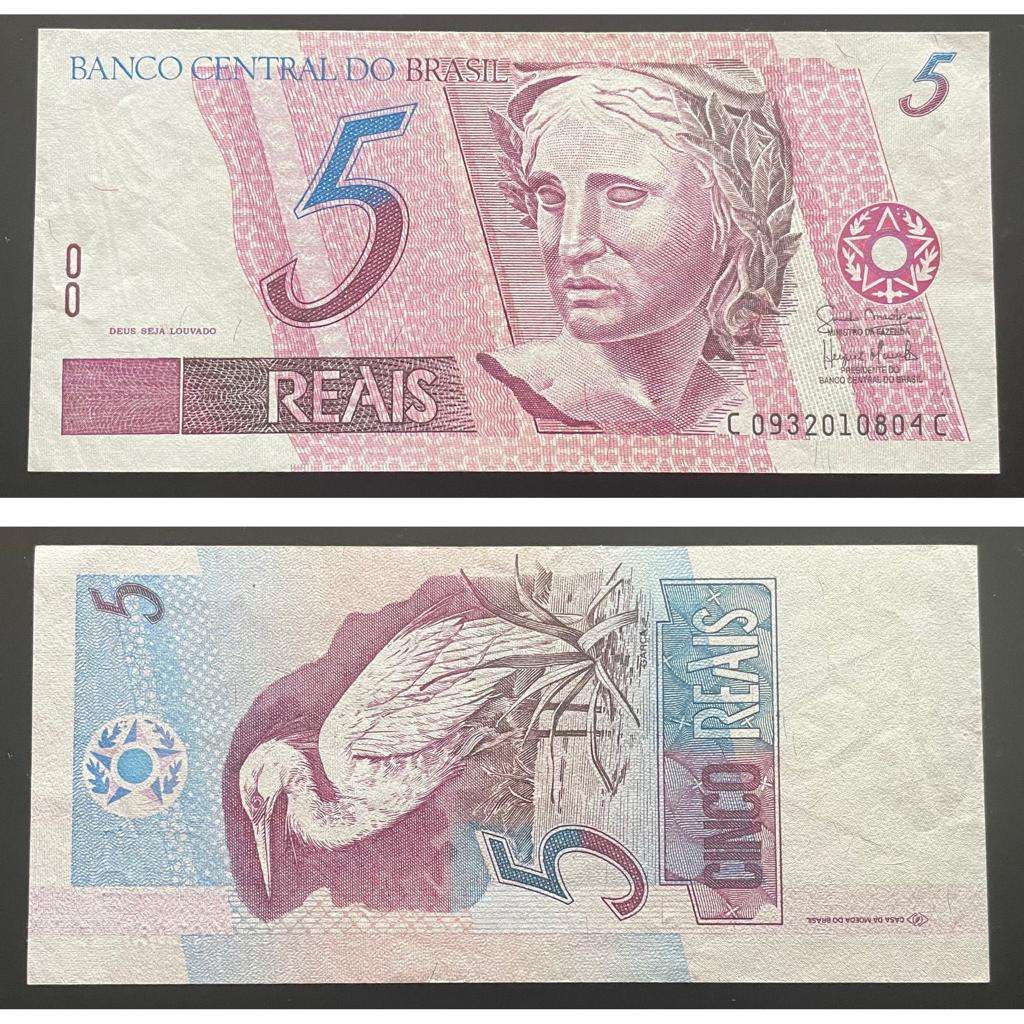 BANCO CENTRAL DO BRASIL
5
5
DEUS SEJA LOUVADO
MINISTRO DA FAZENDA
PRESIDENTE DO
BANCO CENTRAL DO BRASIL
REAIS
C 0932010804 C
5
GARÇA
5
CINCO REAIS
CASA DA MOEDA DO BRASIL